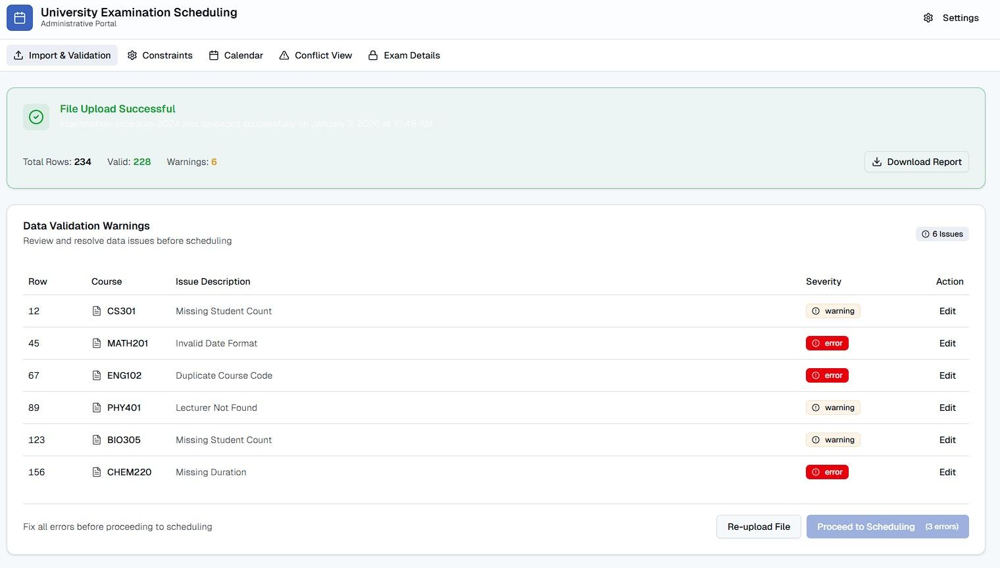 University Examination Scheduling
Administrative Portal
Settings
Import & Validation Constraints Calendar Conflict View Exam Details
File Upload Successful
examination-schedule-2024.xlsx uploaded successfully on January 3, 2026 at 10:45 AM
Total Rows: 234 Valid: 228 Warnings: 6
Download Report
Data Validation Warnings
Review and resolve data issues before scheduling
6 Issues
Row Course Issue Description Severity Action
12 CS301 Missing Student Count warning Edit
45 MATH201 Invalid Date Format error Edit
67 ENG102 Duplicate Course Code error Edit
89 PHY401 Lecturer Not Found warning Edit
123 BIO305 Missing Student Count warning Edit
156 CHEM220 Missing Duration error Edit
Fix all errors before proceeding to scheduling
Re-upload File
Proceed to Scheduling (3 errors)